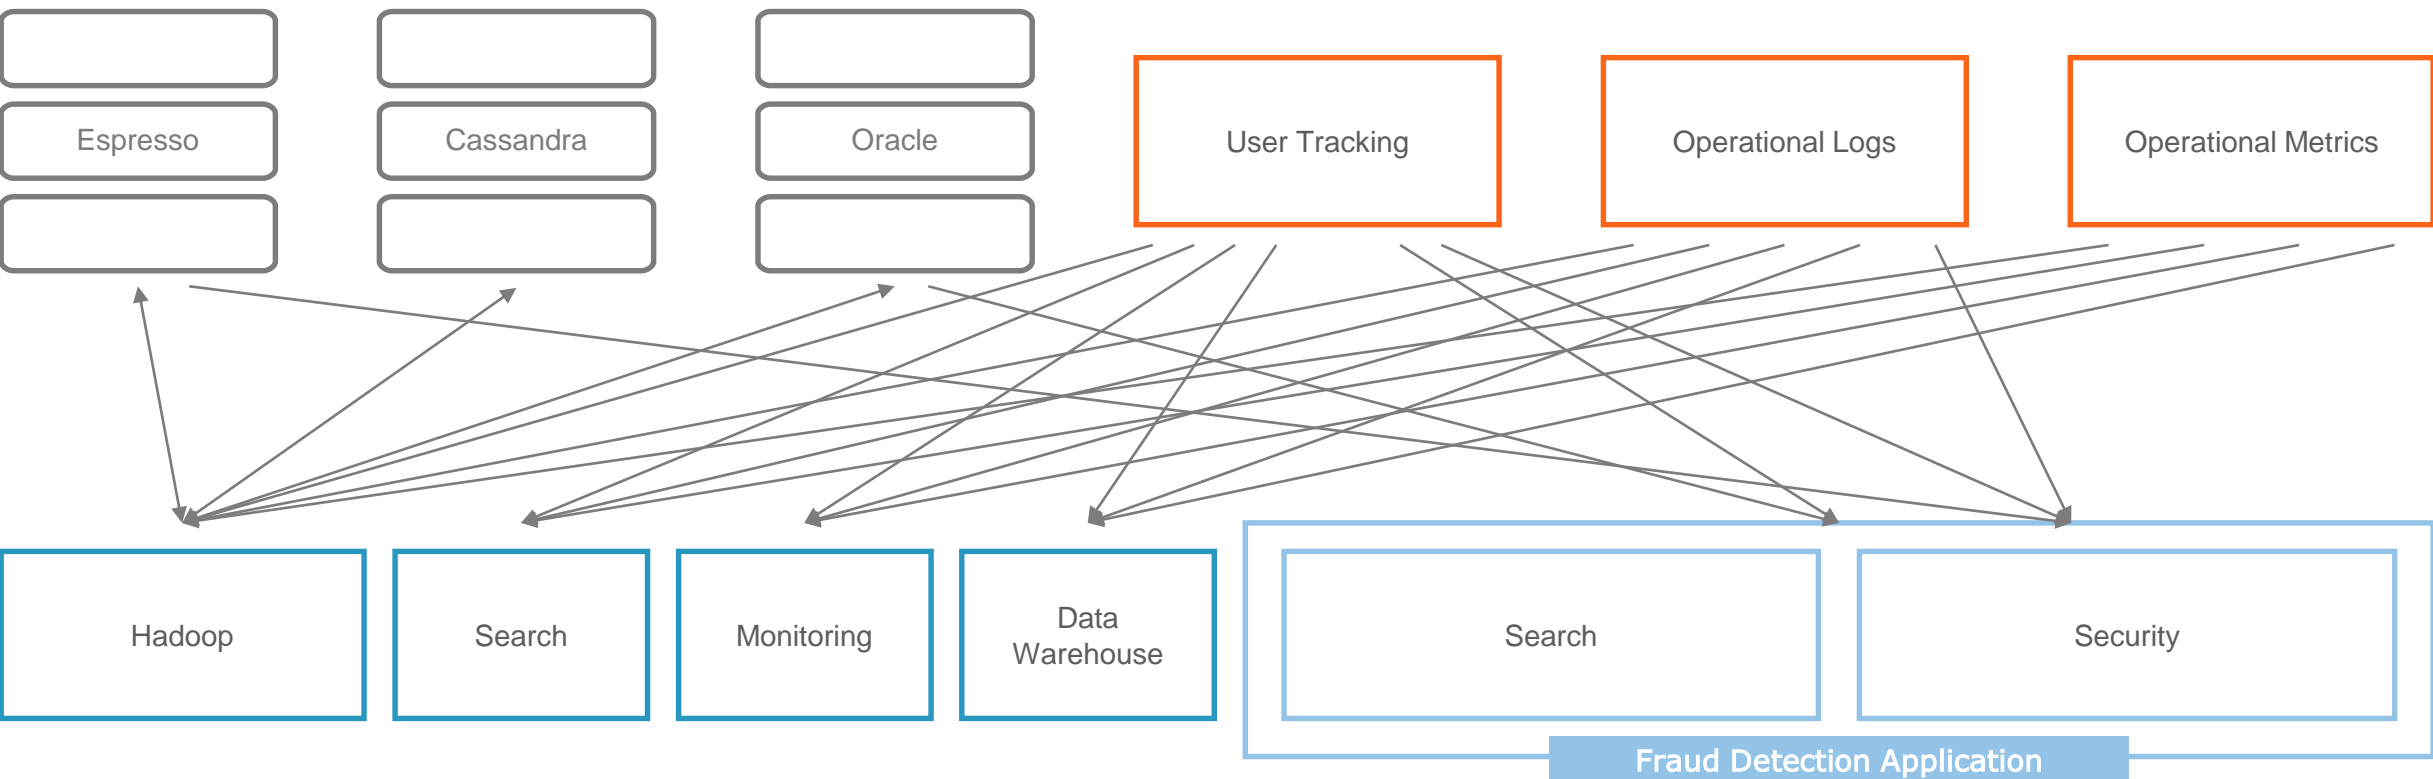 Espresso
Cassandra
Oracle
User Tracking
Operational Logs
Operational Metrics
Hadoop
Search
Monitoring
Data
Warehouse
Search
Security
Fraud Detection Application